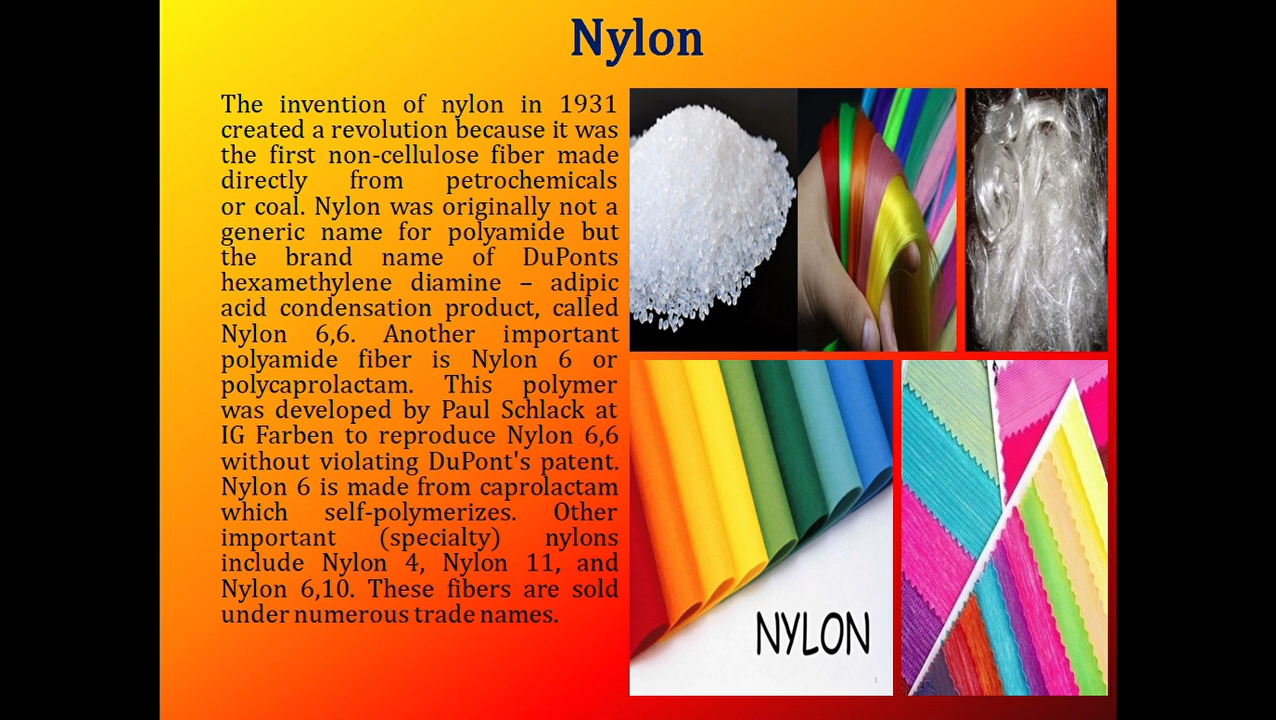 Nylon
The invention of nylon in 1931
created a revolution because it was
the first non-cellulose fiber made
directly from petrochemicals
or coal. Nylon was originally not a
generic name for polyamide but
the brand name of DuPonts
hexamethylene diamine – adipic
acid condensation product, called
Nylon 6,6. Another important
polyamide fiber is Nylon 6 or
polycaprolactam. This polymer
was developed by Paul Schlack at
IG Farben to reproduce Nylon 6,6
without violating DuPont's patent.
Nylon 6 is made from caprolactam
which self-polymerizes. Other
important (specialty) nylons
include Nylon 4, Nylon 11, and
Nylon 6,10. These fibers are sold
under numerous trade names.
NYLON
1